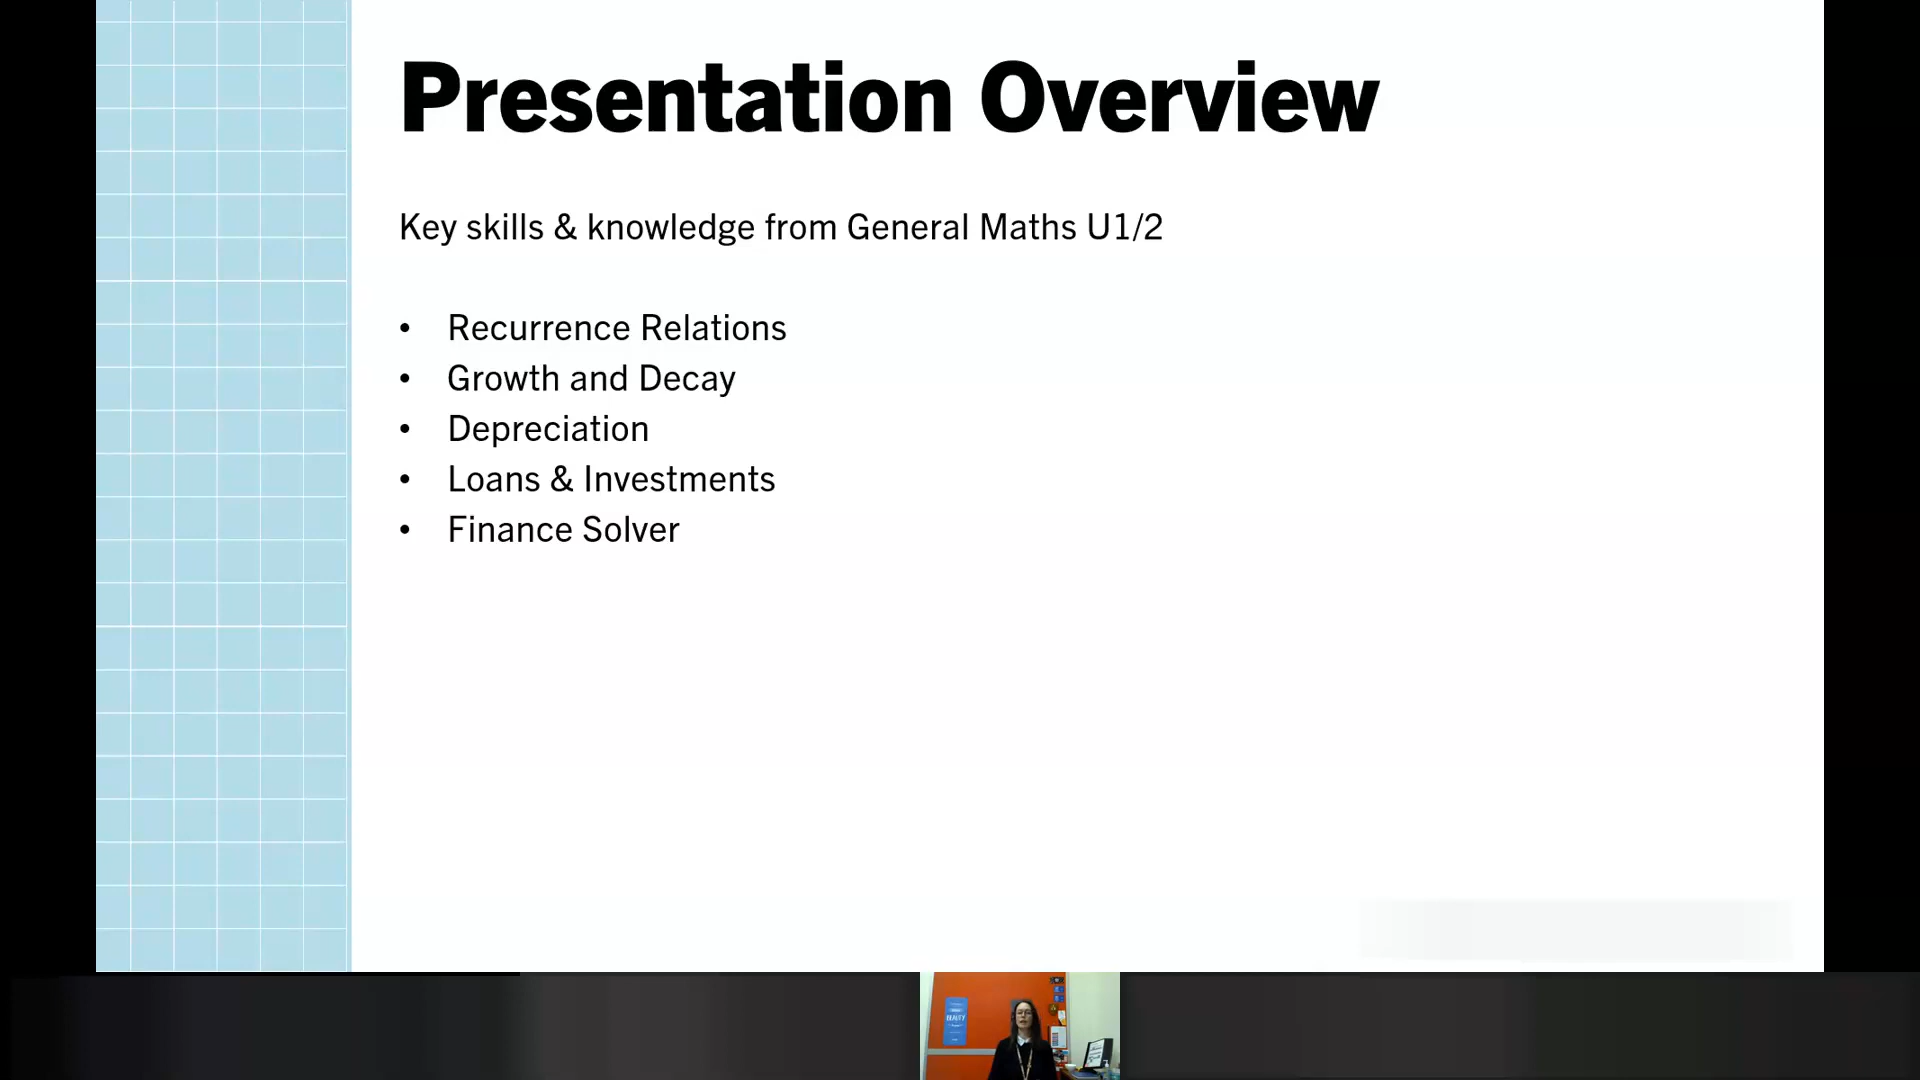 Presentation Overview
Key skills & knowledge from General Maths U1/2
• Recurrence Relations
• Growth and Decay
• Depreciation
• Loans & Investments
• Finance Solver
BEAUTY